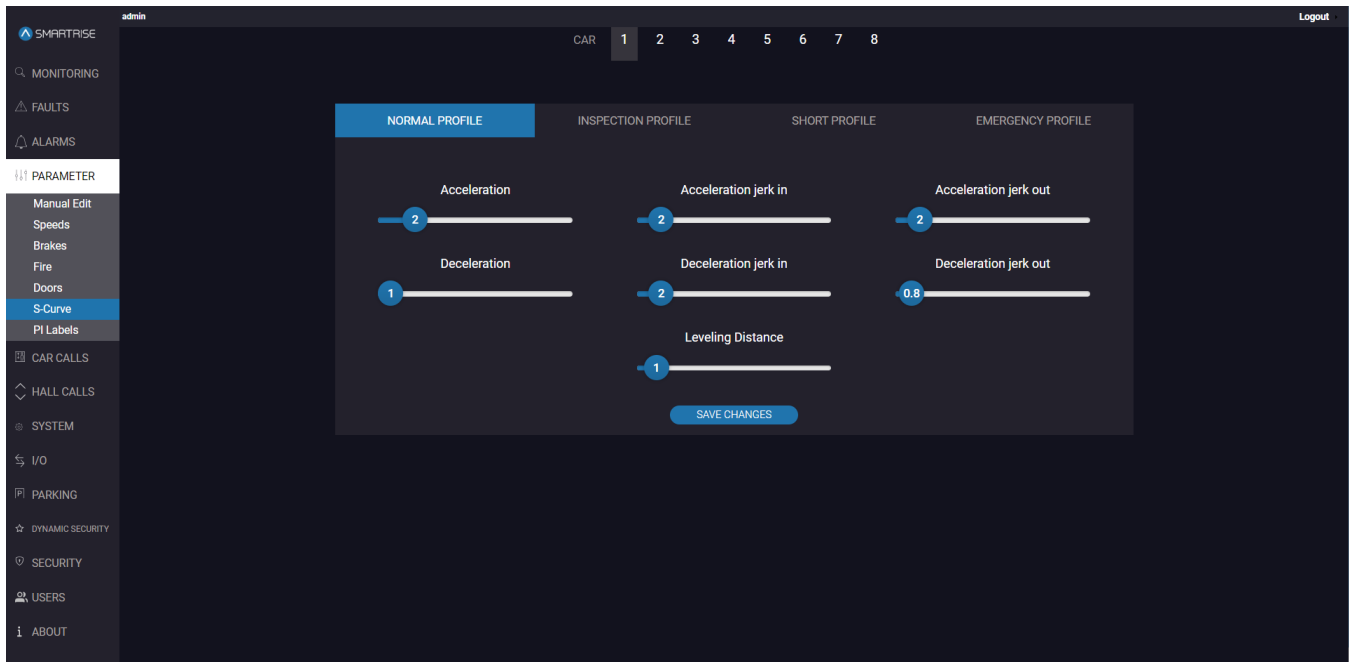 admin
Logout
SMARTRISE
CAR 1 2 3 4 5 6 7 8
MONITORING
FAULTS
ALARMS
PARAMETER
Manual Edit
Speeds
Brakes
Fire
Doors
S-Curve
PI Labels
CAR CALLS
HALL CALLS
SYSTEM
I/O
P PARKING
DYNAMIC SECURITY
SECURITY
USERS
i ABOUT
NORMAL PROFILE INSPECTION PROFILE SHORT PROFILE EMERGENCY PROFILE
Acceleration Acceleration jerk in Acceleration jerk out
2 2 2
Deceleration Deceleration jerk in Deceleration jerk out
1 2 0.8
Leveling Distance
1
SAVE CHANGES